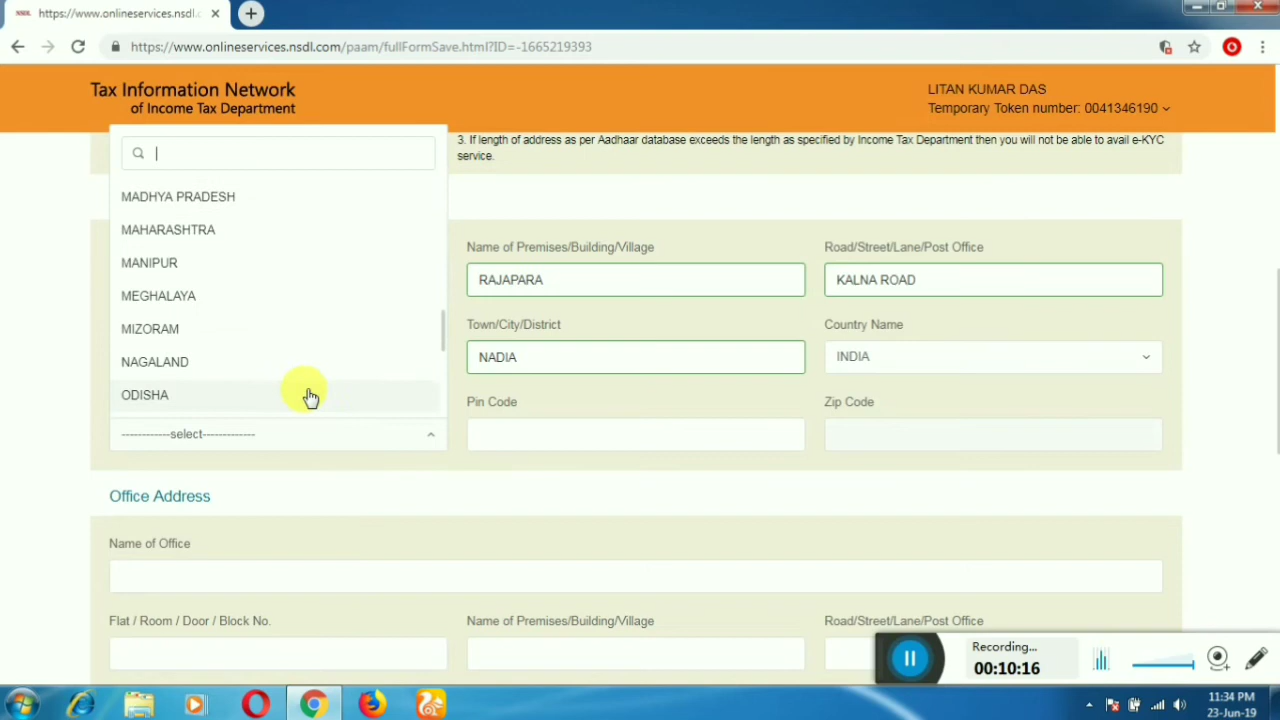 NSDL https://www.onlineservices.nsdl.c
https://www.onlineservices.nsdl.com/paam/fullFormSave.html?ID=-1665219393
Tax Information Network
of Income Tax Department
LITAN KUMAR DAS
Temporary Token number: 0041346190
3. If length of address as per Aadhaar database exceeds the length as specified by Income Tax Department then you will not be able to avail e-KYC
service.
MADHYA PRADESH
MAHARASHTRA
MANIPUR
MEGHALAYA
MIZORAM
NAGALAND
ODISHA
------------select-------------
Name of Premises/Building/Village
Road/Street/Lane/Post Office
RAJAPARA
KALNA ROAD
Town/City/District
Country Name
NADIA
INDIA
Pin Code
Zip Code
Office Address
Name of Office
Flat / Room / Door / Block No.
Name of Premises/Building/Village
Road/Street/Lane/Post Office
Recording...
00:10:16
11:34 PM
23-Jun-19